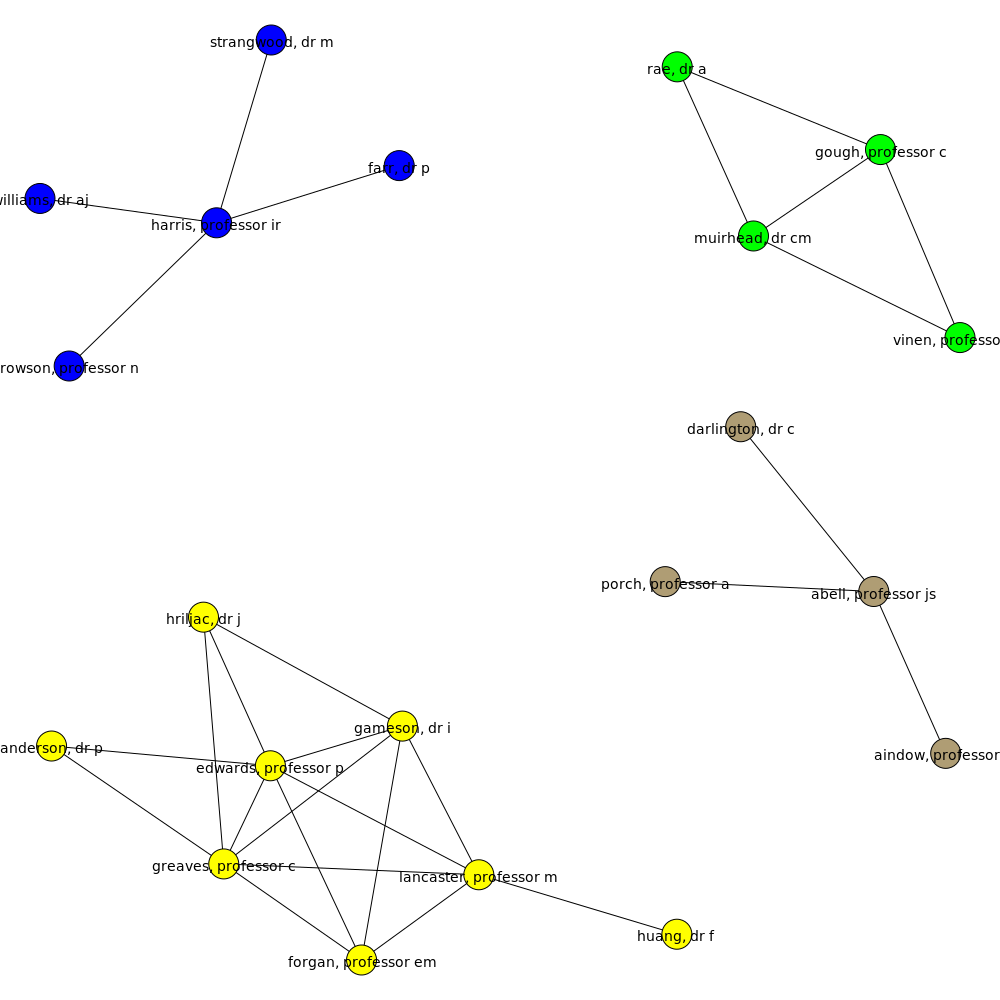 strangwood, dr m
rae, dr a
gough, professor c
farr, dr p
williams, dr aj
harris, professor ir
muirhead, dr cm
vinen, professo
rowson, professor n
darlington, dr c
porch, professor a
abell, professor js
hriljac, dr j
gameson, dr i
anderson, dr p
aindow, professor
edwards, professor p
greaves, professor c
lancaster, professor m
huang, dr f
forgan, professor em